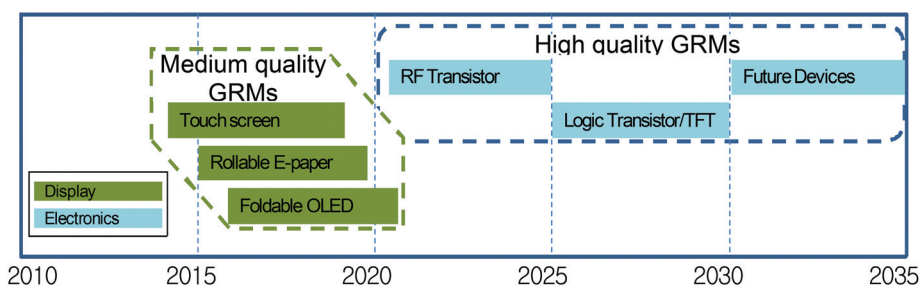 High quality GRMs
Medium quality
GRMs
RF Transistor
Future Devices
Touch screen
Logic Transistor/TFT
Rollable E-paper
Display
Foldable OLED
Electronics
2010
2015
2020
2025
2030
2035